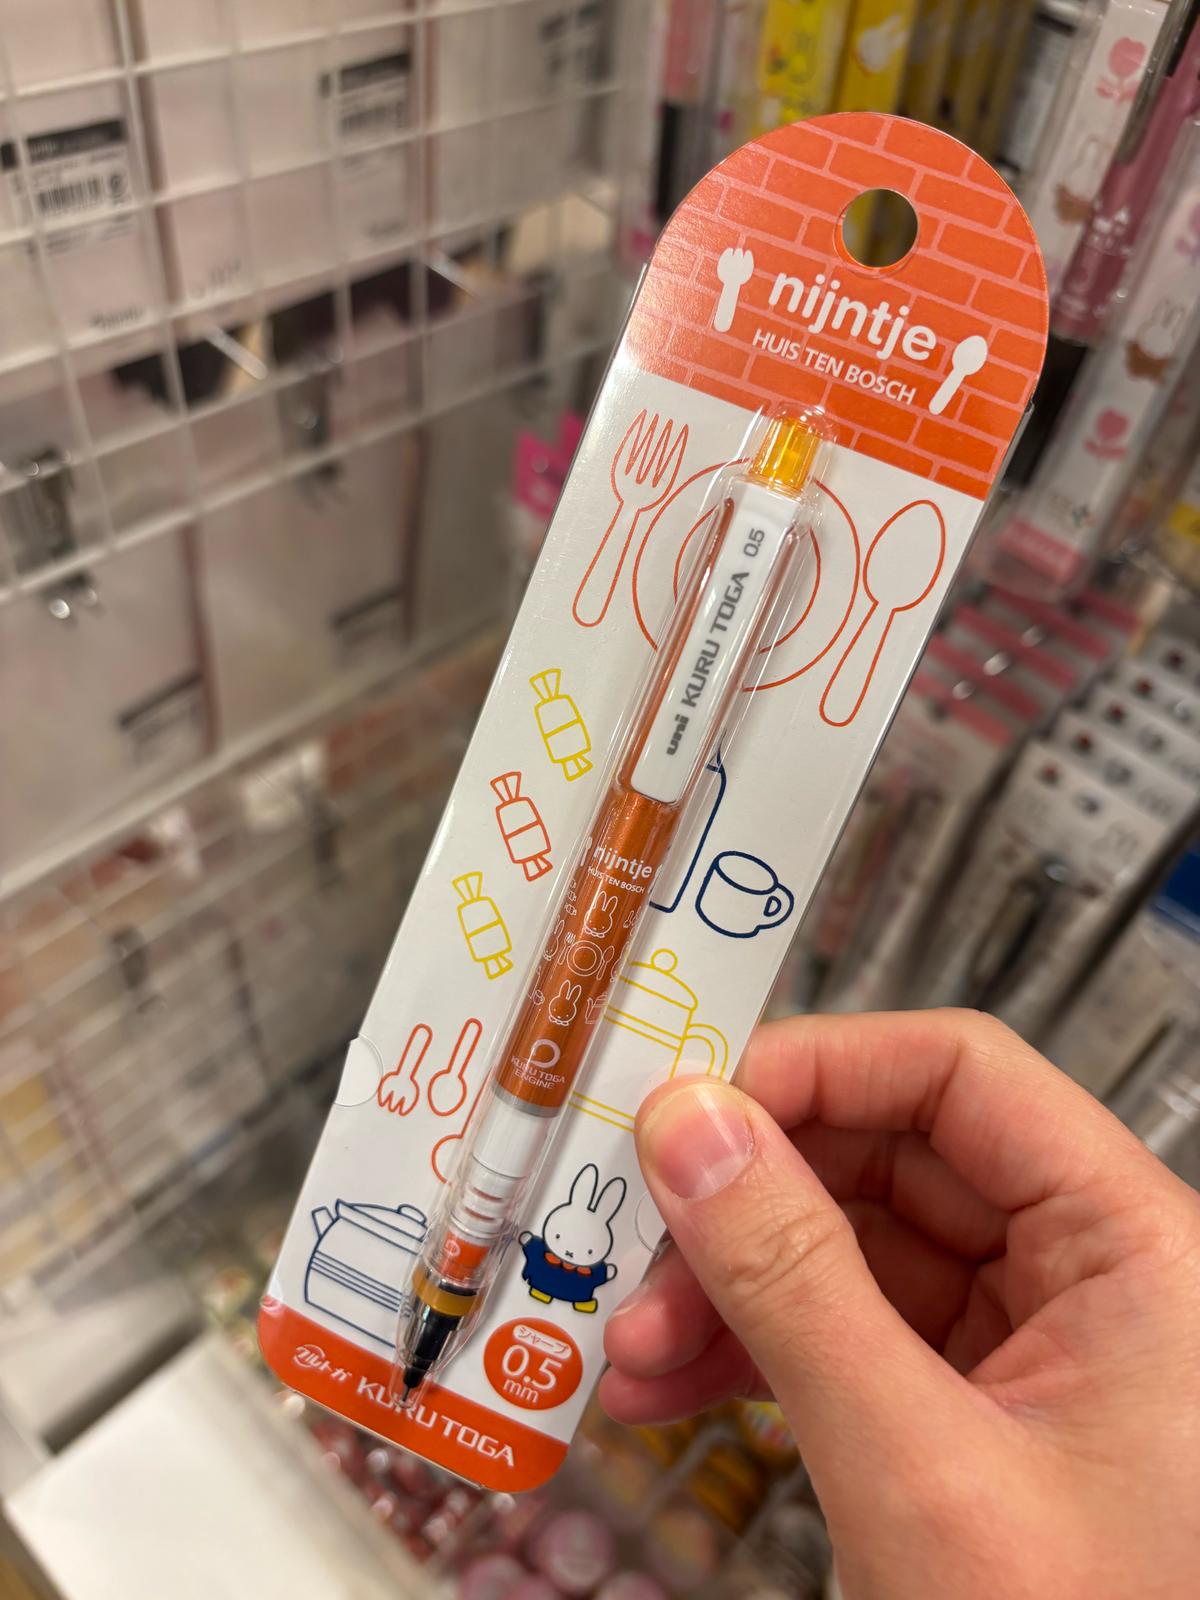 nijntje
HUIS TEN BOSCH
uni KURU TOGA 0.5
nijntje
HUIS TEN BOSCH
KURU TOGA
ENGINE
シャープ
0.5
mm
クルトガ KURU TOGA